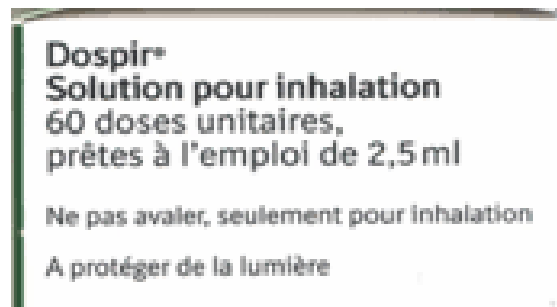 Dospir®
Solution pour inhalation
60 doses unitaires,
prêtes à l'emploi de 2,5 ml
Ne pas avaler, seulement pour inhalation
A protéger de la lumière